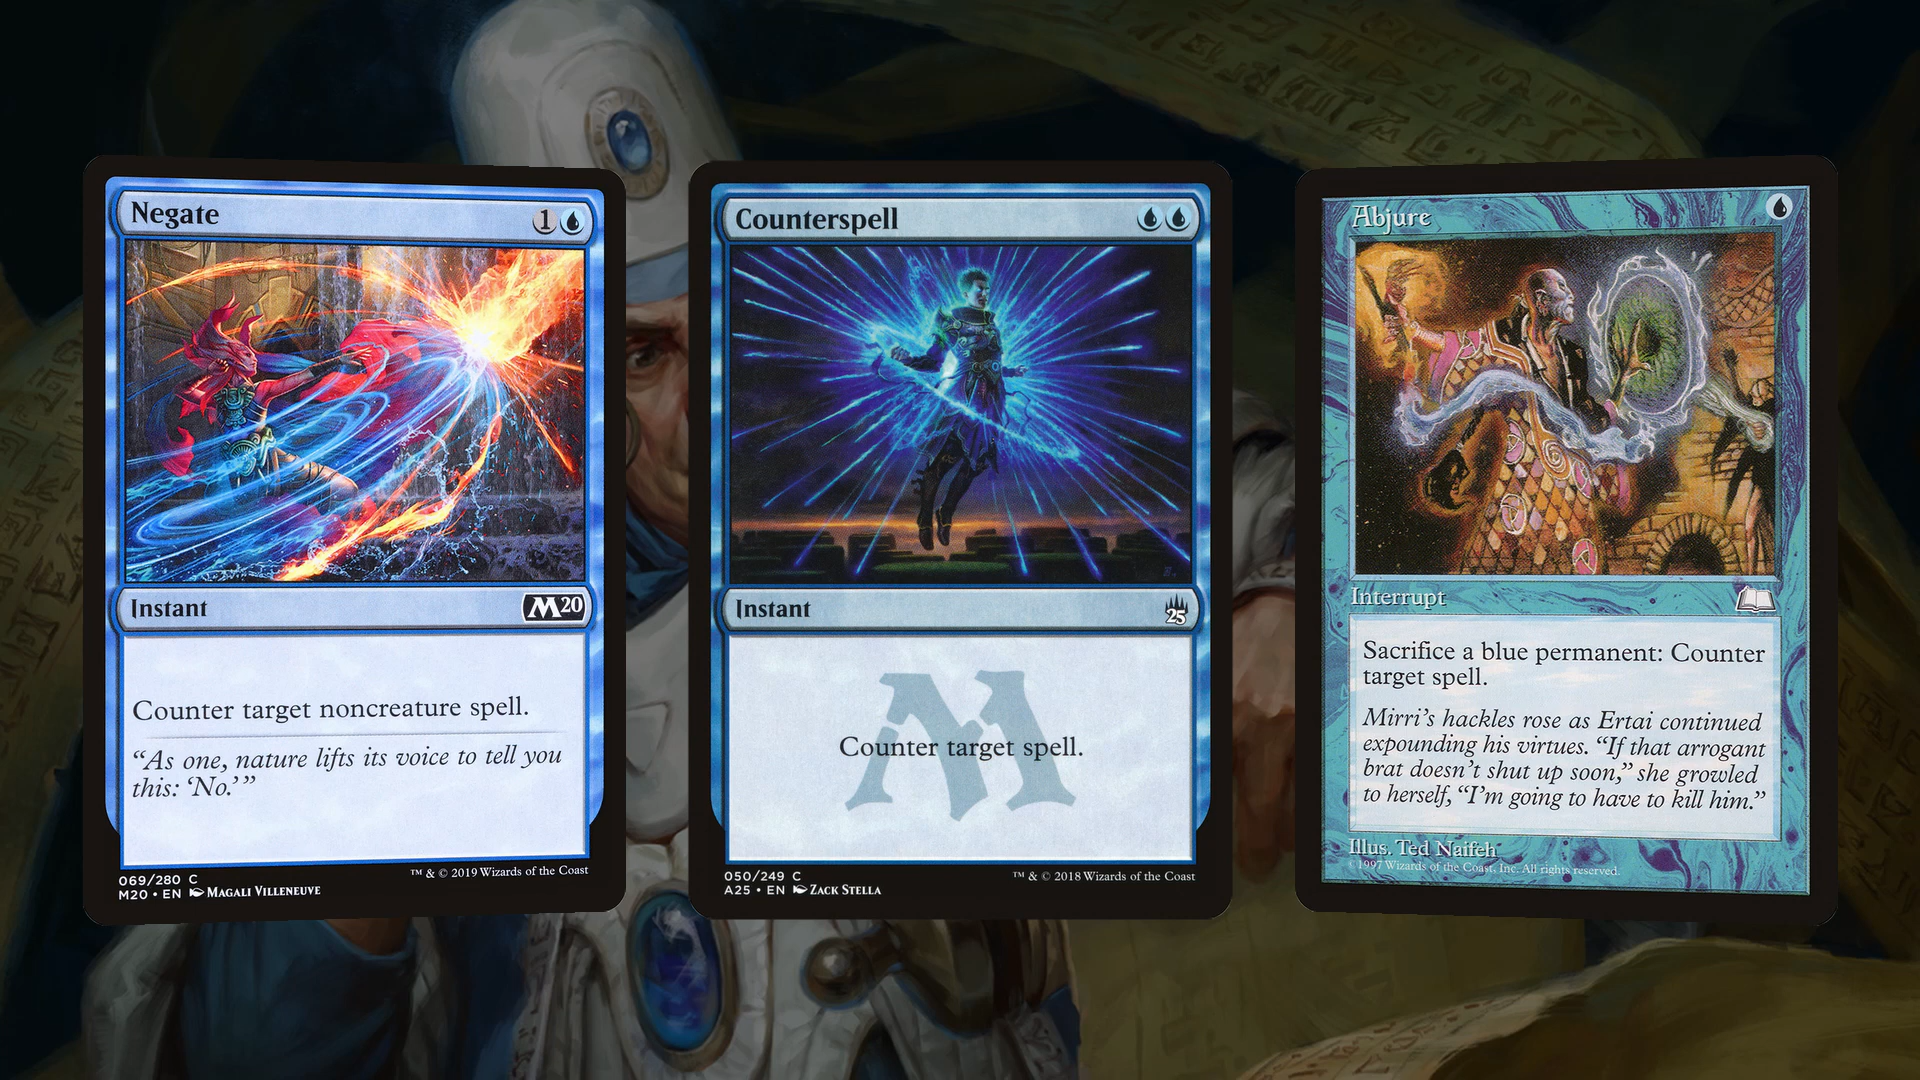 Negate
1
Instant
M20
Counter target noncreature spell.
“As one, nature lifts its voice to tell you
this: ‘No.’”
069/280 C
M20 • EN Magali Villeneuve
™ & © 2019 Wizards of the Coast
Counterspell
Instant
25
Counter target spell.
050/249 C
A25 • EN Zack Stella
™ & © 2018 Wizards of the Coast
Abjure
Interrupt
Sacrifice a blue permanent: Counter
target spell.
Mirri’s hackles rose as Ertai continued
expounding his virtues. “If that arrogant
brat doesn’t shut up soon,” she growled
to herself, “I’m going to have to kill him.”
Illus. Ted Naifeh
©1997 Wizards of the Coast, Inc. All rights reserved.